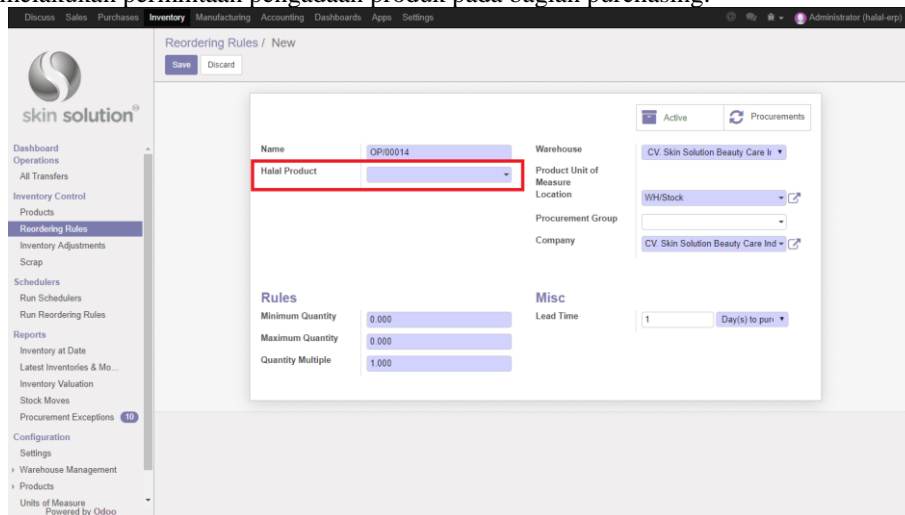 melakukan permintaan pengadaan produk pada bagian purchasing.
Discuss Sales Purchases Inventory Manufacturing Accounting Dashboards Apps Settings Administrator (halal-erp)
Reordering Rules / New
Save Discard
skin solution®
Active Procurements
Dashboard
Operations
All Transfers
Inventory Control
Products
Reordering Rules
Inventory Adjustments
Scrap
Schedulers
Run Schedulers
Run Reordering Rules
Reports
Inventory at Date
Latest Inventories & Mo...
Inventory Valuation
Stock Moves
Procurement Exceptions 10
Configuration
Settings
Warehouse Management
Products
Units of Measure
Powered by Odoo
Name OP/00014
Halal Product
Warehouse CV. Skin Solution Beauty Care Ir
Product Unit of
Measure
Location WH/Stock
Procurement Group
Company CV. Skin Solution Beauty Care Ind
Rules
Minimum Quantity 0.000
Maximum Quantity 0.000
Quantity Multiple 1.000
Misc
Lead Time 1 Day(s) to purc